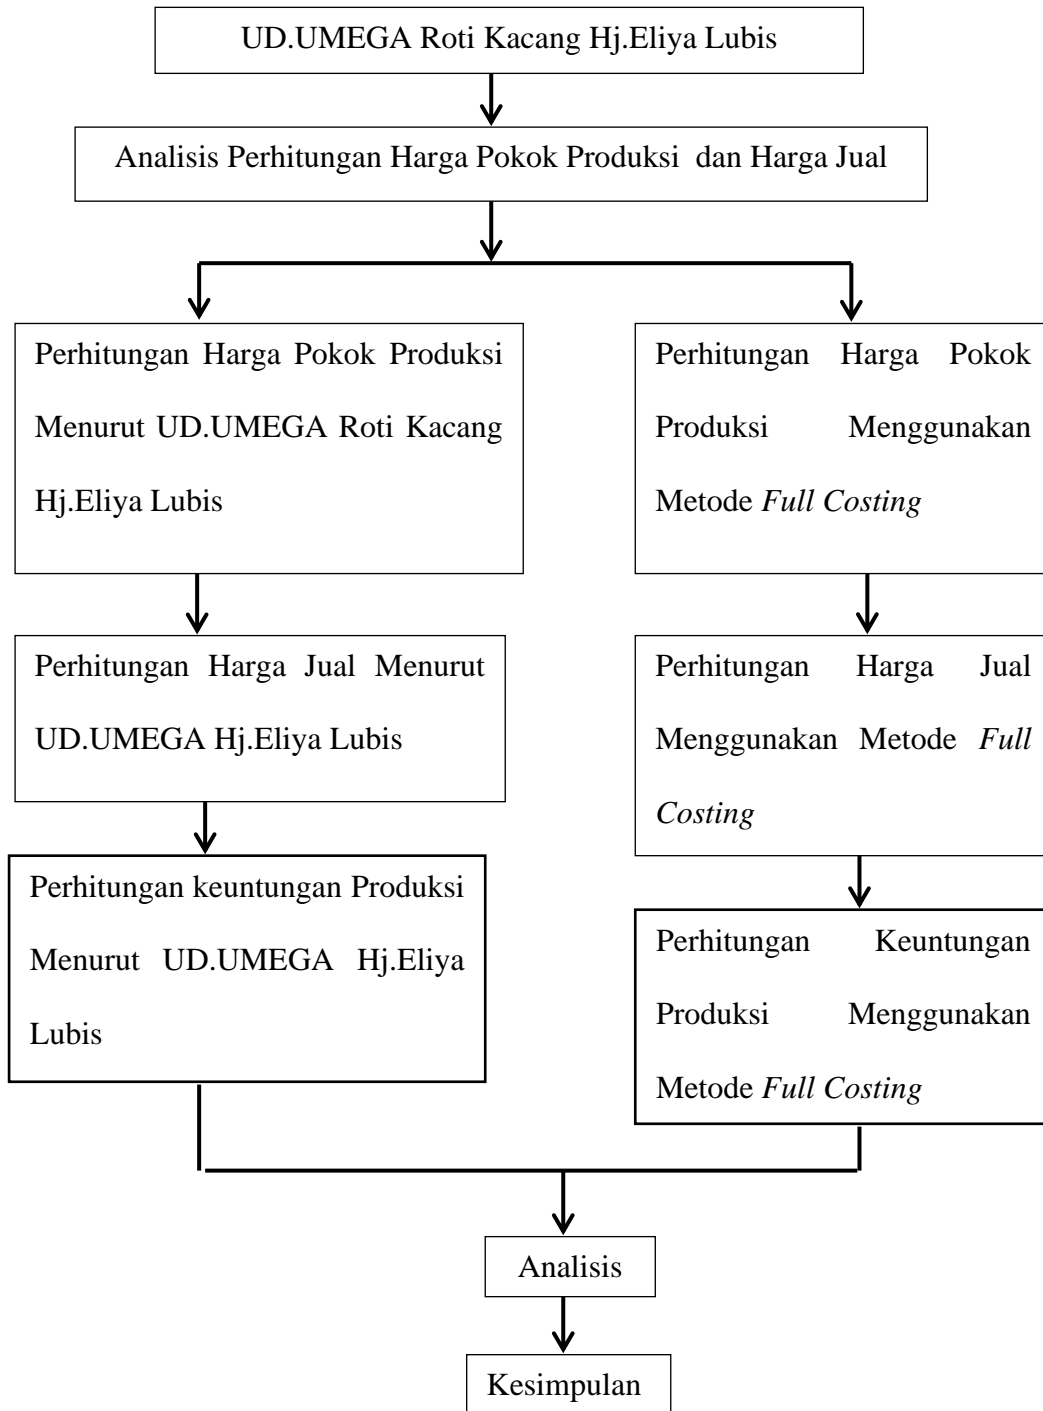 UD.UMEGA Roti Kacang Hj.Eliya Lubis
Analisis Perhitungan Harga Pokok Produksi dan Harga Jual
Perhitungan Harga Pokok Produksi
Menurut UD.UMEGA Roti Kacang
Hj.Eliya Lubis
Perhitungan Harga Pokok
Produksi Menggunakan
Metode Full Costing
Perhitungan Harga Jual Menurut
UD.UMEGA Hj.Eliya Lubis
Perhitungan Harga Jual
Menggunakan Metode Full
Costing
Perhitungan keuntungan Produksi
Menurut UD.UMEGA Hj.Eliya
Lubis
Perhitungan Keuntungan
Produksi Menggunakan
Metode Full Costing
Analisis
Kesimpulan